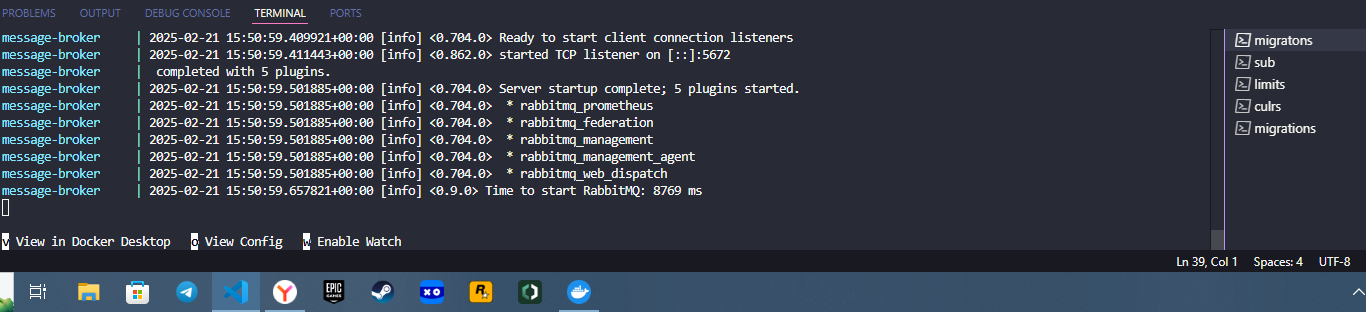 PROBLEMS OUTPUT DEBUG CONSOLE TERMINAL PORTS
message-broker | 2025-02-21 15:50:59.409921+00:00 [info] <0.704.0> Ready to start client connection listeners
message-broker | 2025-02-21 15:50:59.411443+00:00 [info] <0.862.0> started TCP listener on [::]:5672
message-broker | completed with 5 plugins.
message-broker | 2025-02-21 15:50:59.501885+00:00 [info] <0.704.0> Server startup complete; 5 plugins started.
message-broker | 2025-02-21 15:50:59.501885+00:00 [info] <0.704.0> * rabbitmq_prometheus
message-broker | 2025-02-21 15:50:59.501885+00:00 [info] <0.704.0> * rabbitmq_federation
message-broker | 2025-02-21 15:50:59.501885+00:00 [info] <0.704.0> * rabbitmq_management
message-broker | 2025-02-21 15:50:59.501885+00:00 [info] <0.704.0> * rabbitmq_management_agent
message-broker | 2025-02-21 15:50:59.501885+00:00 [info] <0.704.0> * rabbitmq_web_dispatch
message-broker | 2025-02-21 15:50:59.657821+00:00 [info] <0.9.0> Time to start RabbitMQ: 8769 ms
v View in Docker Desktop o View Config w Enable Watch
migratons
sub
limits
culrs
migrations
Ln 39, Col 1 Spaces: 4 UTF-8
EPIC GAMES
XO
R